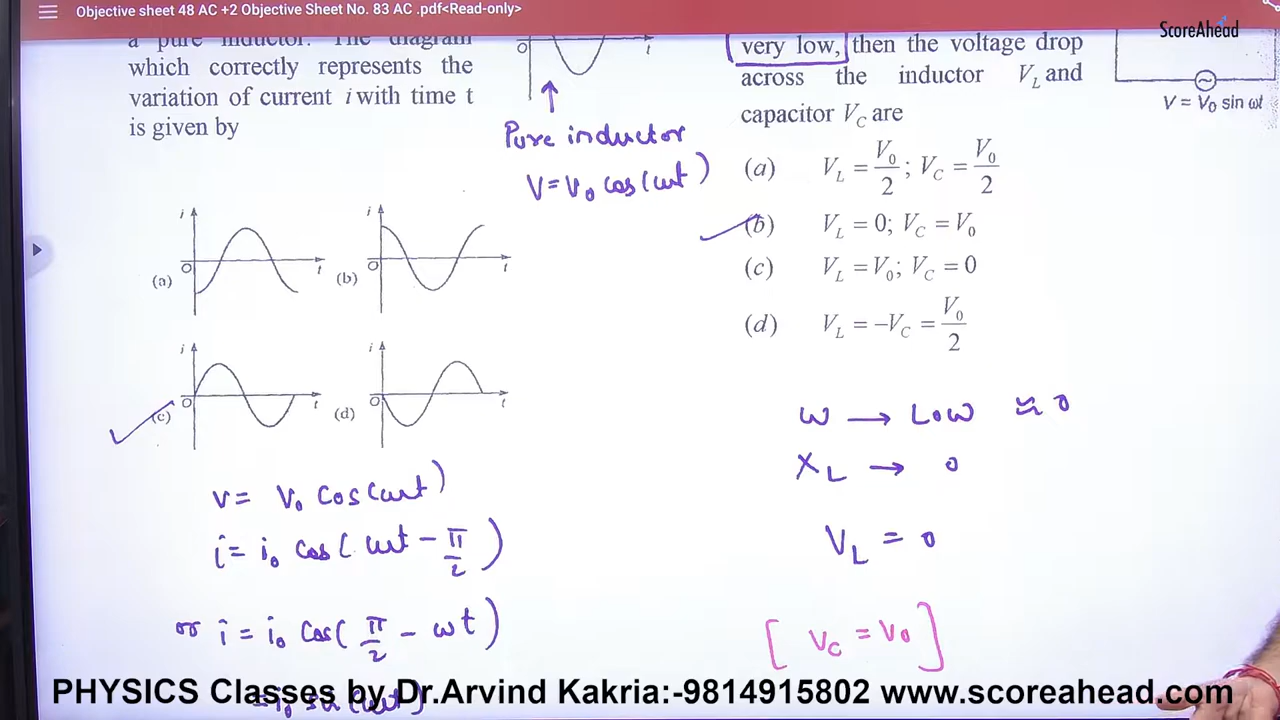 Objective sheet 48 AC +2 Objective Sheet No. 83 AC .pdf<Read-only>
ScoreAhead
a pure inductor. The diagram
which correctly represents the
variation of current i with time t
is given by
O t
Pure inductor
V = V₀ cos(ωt)
i O t (a)
i O t (b)
i O t (c)
i O t (d)
v = V₀ cos(ωt)
i = i₀ cos(ωt − π/2)
or i = i₀ cos(π/2 − ωt)
= i₀ sin(ωt)
very low, then the voltage drop
across the inductor V_L and
capacitor V_C are
(a) V_L = V₀/2 ; V_C = V₀/2
(b) V_L = 0; V_C = V₀
(c) V_L = V₀; V_C = 0
(d) V_L = −V_C = V₀/2
ω → Low ≈ 0
X_L → 0
V_L = 0
[ V_C = V₀ ]
V = V₀ sin ωt
PHYSICS Classes by Dr.Arvind Kakria:-9814915802 www.scoreahead.com